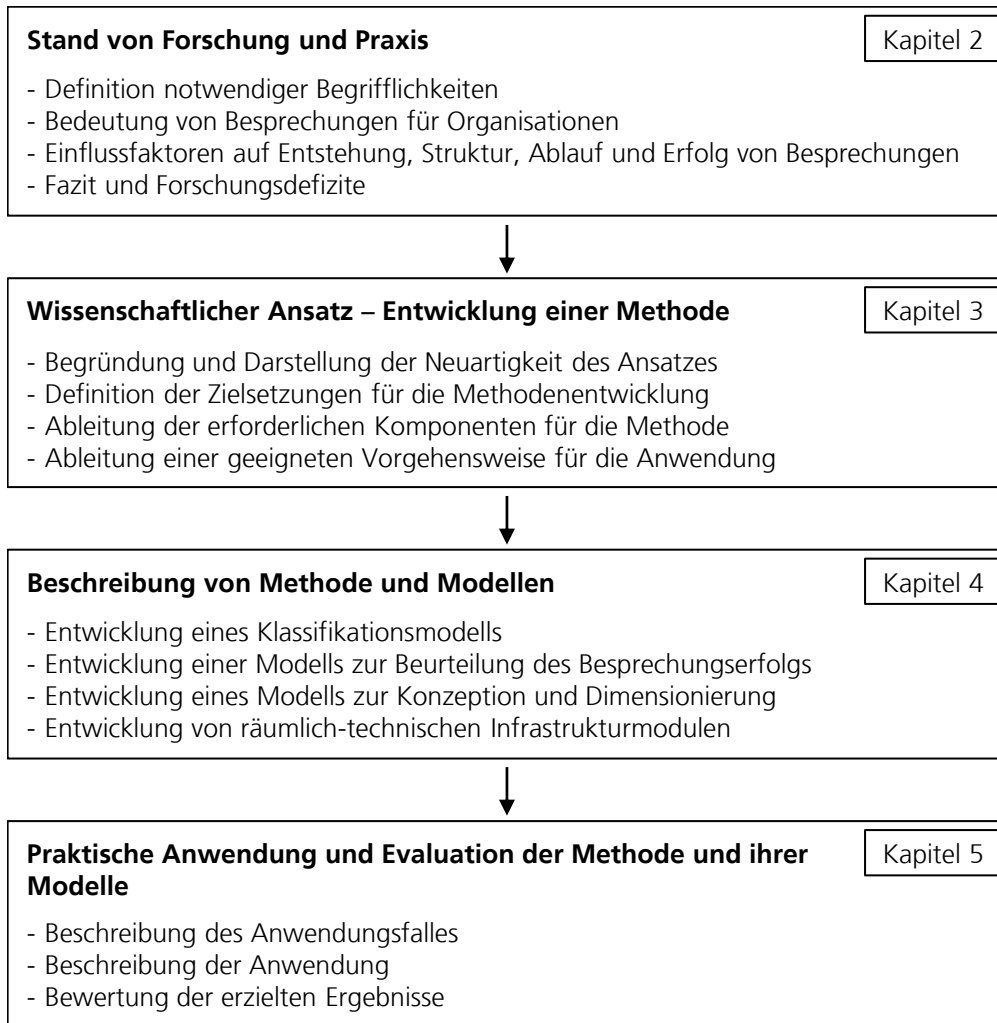 Stand von Forschung und Praxis
Kapitel 2
- Definition notwendiger Begrifflichkeiten
- Bedeutung von Besprechungen für Organisationen
- Einflussfaktoren auf Entstehung, Struktur, Ablauf und Erfolg von Besprechungen
- Fazit und Forschungsdefizite
Wissenschaftlicher Ansatz – Entwicklung einer Methode
Kapitel 3
- Begründung und Darstellung der Neuartigkeit des Ansatzes
- Definition der Zielsetzungen für die Methodenentwicklung
- Ableitung der erforderlichen Komponenten für die Methode
- Ableitung einer geeigneten Vorgehensweise für die Anwendung
Beschreibung von Methode und Modellen
Kapitel 4
- Entwicklung eines Klassifikationsmodells
- Entwicklung einer Modells zur Beurteilung des Besprechungserfolgs
- Entwicklung eines Modells zur Konzeption und Dimensionierung
- Entwicklung von räumlich-technischen Infrastrukturmodulen
Praktische Anwendung und Evaluation der Methode und ihrer
Modelle
Kapitel 5
- Beschreibung des Anwendungsfalles
- Beschreibung der Anwendung
- Bewertung der erzielten Ergebnisse